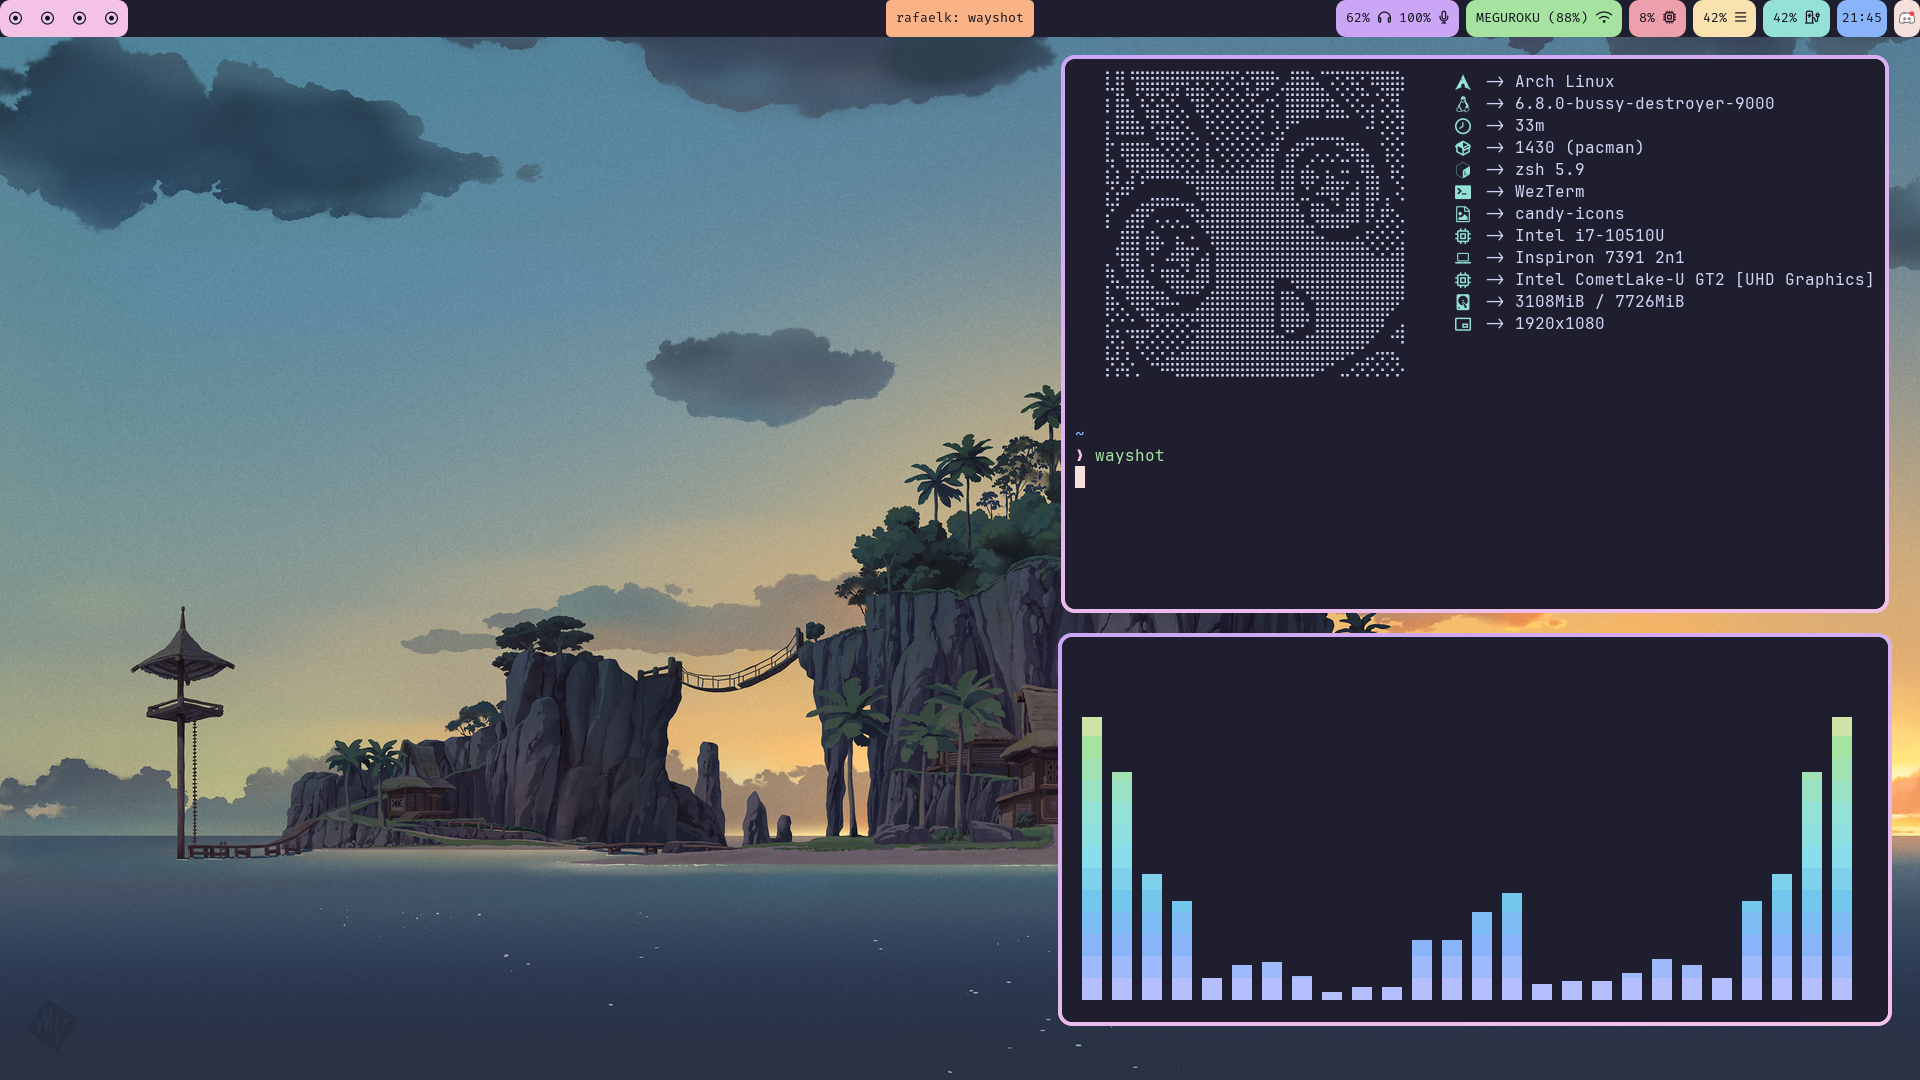 rafaelk: wayshot
62% 100%
MEGUROKU (88%)
8%
42%
42%
21:45
Arch Linux
6.8.0-bussy-destroyer-9000
33m
1430 (pacman)
zsh 5.9
WezTerm
candy-icons
Intel i7-10510U
Inspiron 7391 2n1
Intel CometLake-U GT2 [UHD Graphics]
3108MiB / 7726MiB
1920x1080
~
❯ wayshot